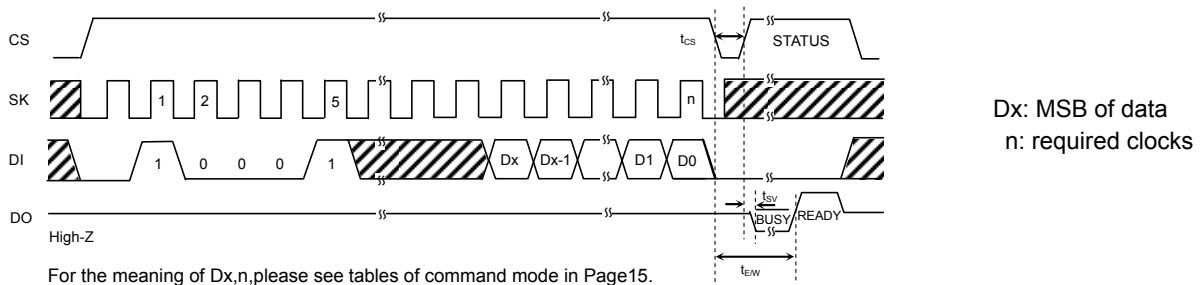 CS tCS STATUS
SK 1 2 5 n
Dx: MSB of data
n: required clocks
DI 1 0 0 0 1 Dx Dx-1 D1 D0
DO tSV BUSY READY
High-Z
tE/W
For the meaning of Dx,n,please see tables of command mode in Page15.